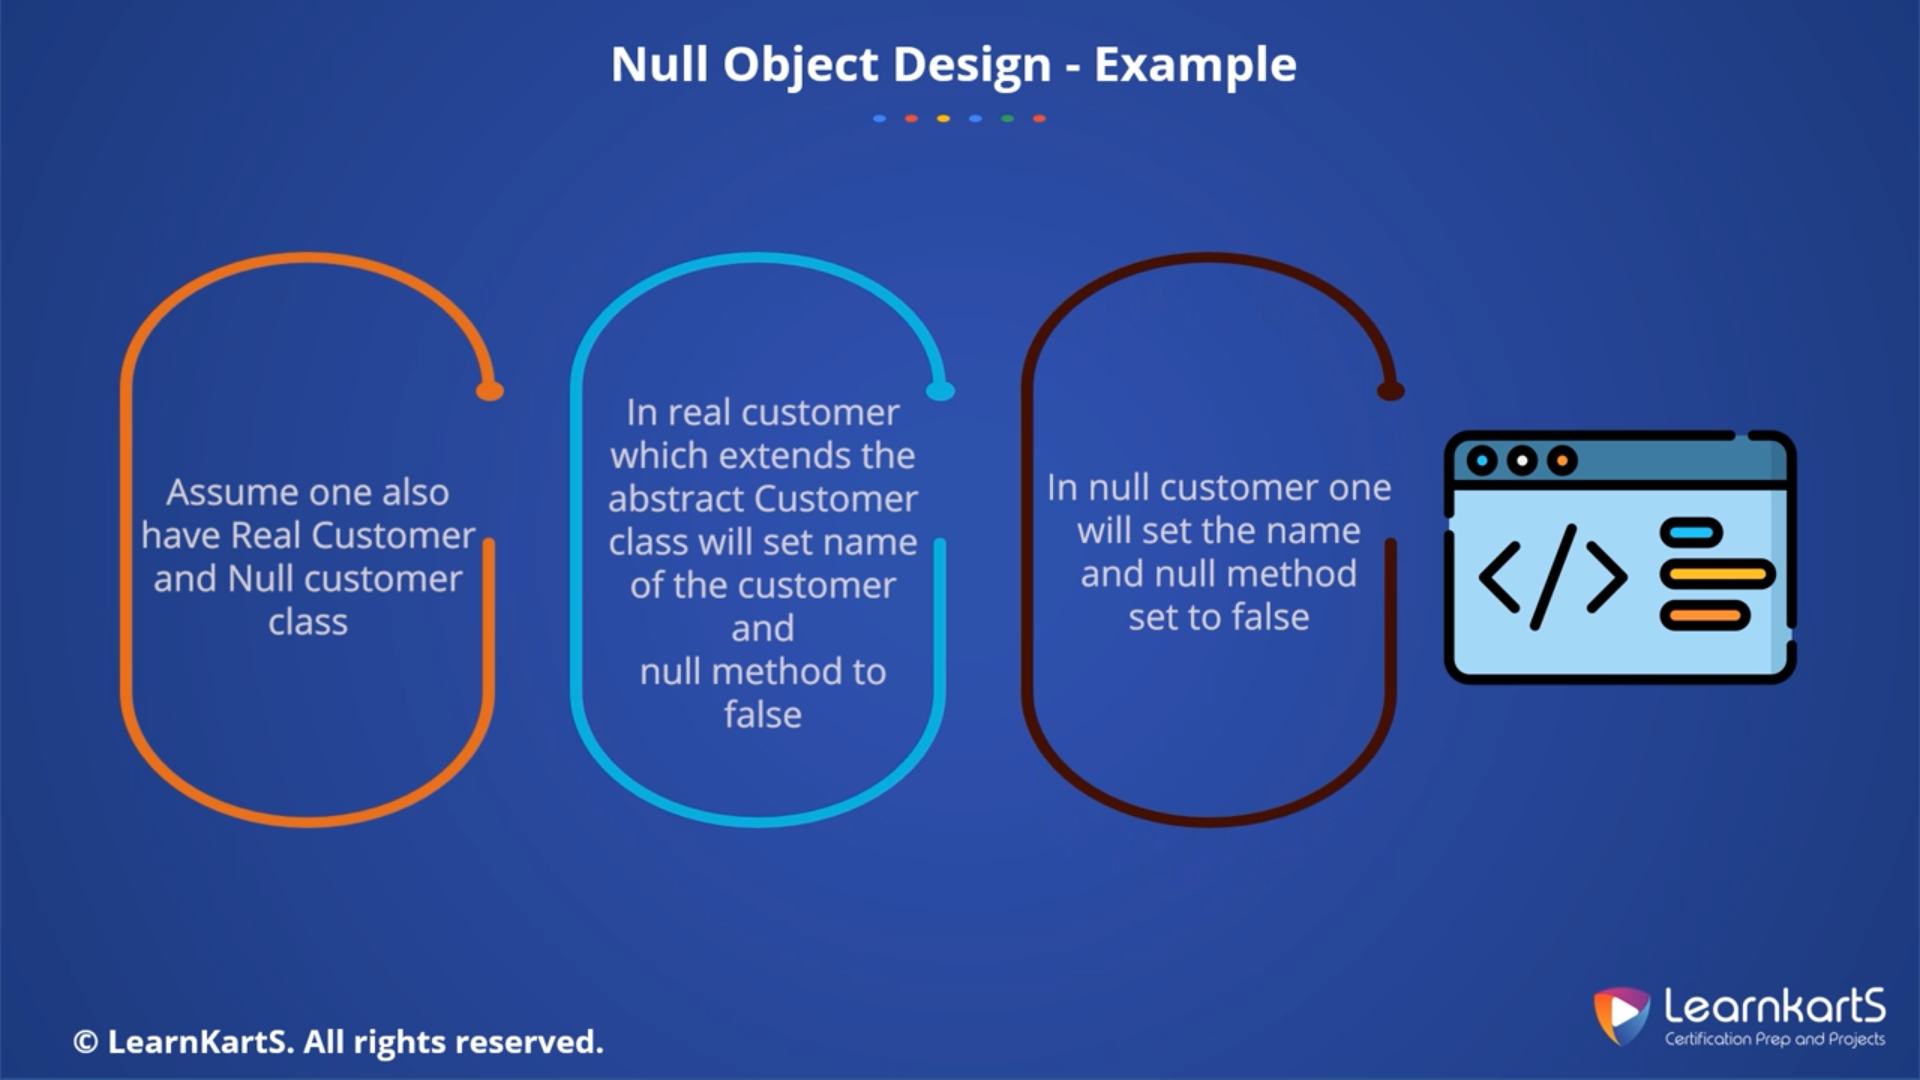 Null Object Design - Example
Assume one also
have Real Customer
and Null customer
class
In real customer
which extends the
abstract Customer
class will set name
of the customer
and
null method to
false
In null customer one
will set the name
and null method
set to false
</>
© LearnKartS. All rights reserved.
LearnkartS
Certification Prep and Projects